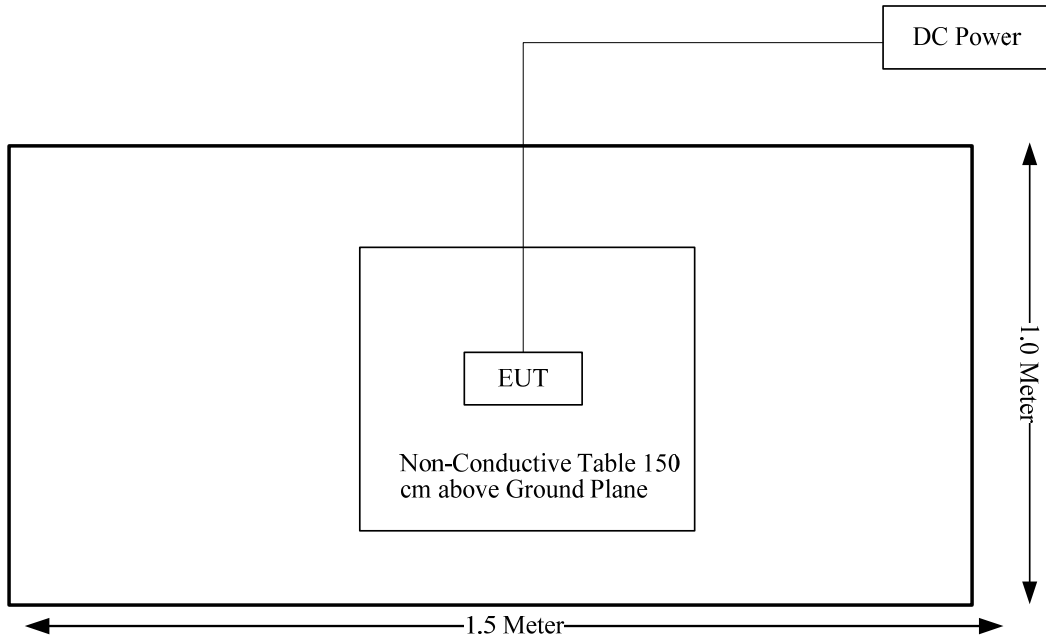 DC Power
EUT
Non-Conductive Table 150
cm above Ground Plane
1.0 Meter
1.5 Meter